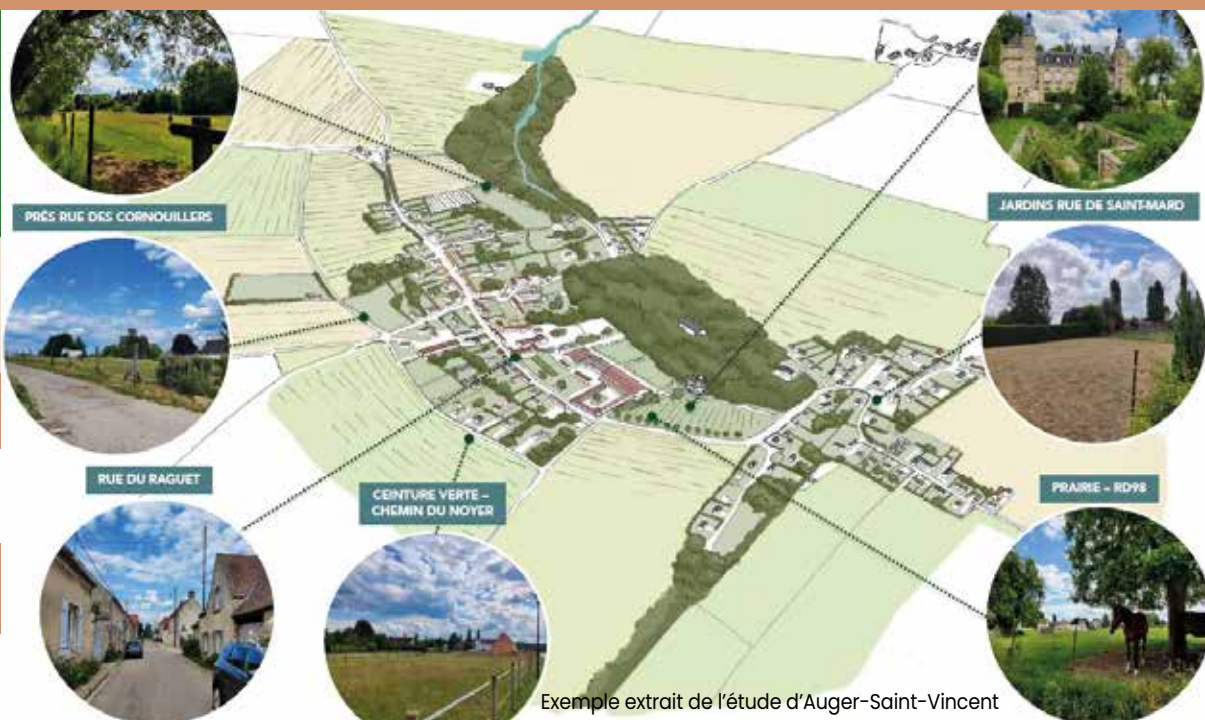 PRÉS RUE DES CORNOUILLERS
JARDINS RUE DE SAINT-MARD
RUE DU RAGUET
CEINTURE VERTE –
CHEMIN DU NOYER
PRAIRIE – RD98
Exemple extrait de l'étude d'Auger-Saint-Vincent